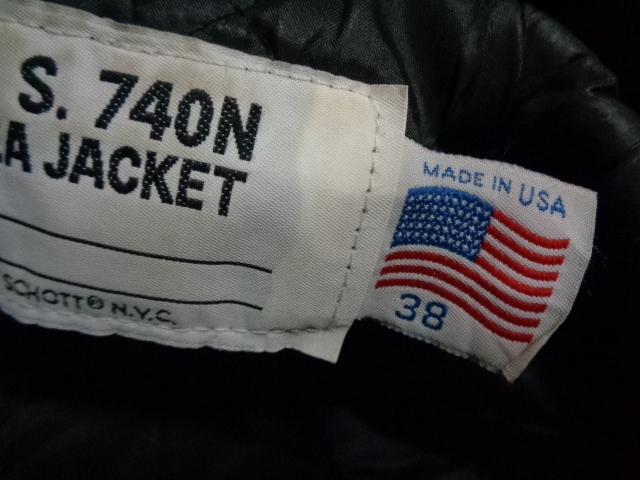 S. 740N
JACKET
SCHOTT® N.Y.C.
MADE IN USA
38